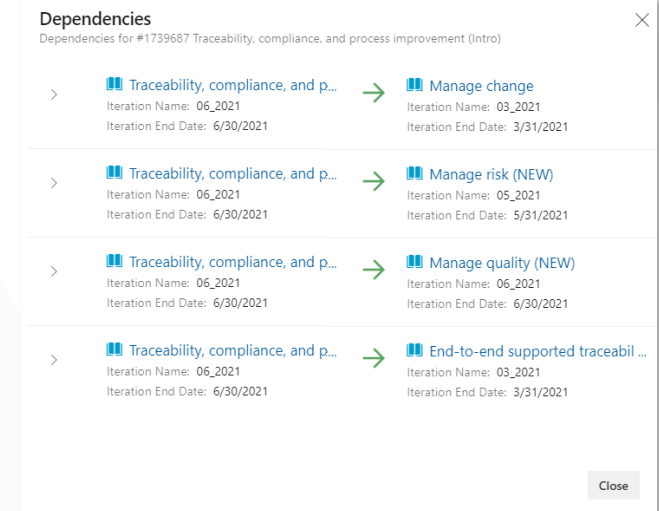 Dependencies
Dependencies for #1739687 Traceability, compliance, and process improvement (Intro)
Traceability, compliance, and p...
Iteration Name: 06_2021
Iteration End Date: 6/30/2021
Manage change
Iteration Name: 03_2021
Iteration End Date: 3/31/2021
Traceability, compliance, and p...
Iteration Name: 06_2021
Iteration End Date: 6/30/2021
Manage risk (NEW)
Iteration Name: 05_2021
Iteration End Date: 5/31/2021
Traceability, compliance, and p...
Iteration Name: 06_2021
Iteration End Date: 6/30/2021
Manage quality (NEW)
Iteration Name: 06_2021
Iteration End Date: 6/30/2021
Traceability, compliance, and p...
Iteration Name: 06_2021
Iteration End Date: 6/30/2021
End-to-end supported traceabil ...
Iteration Name: 03_2021
Iteration End Date: 3/31/2021
Close